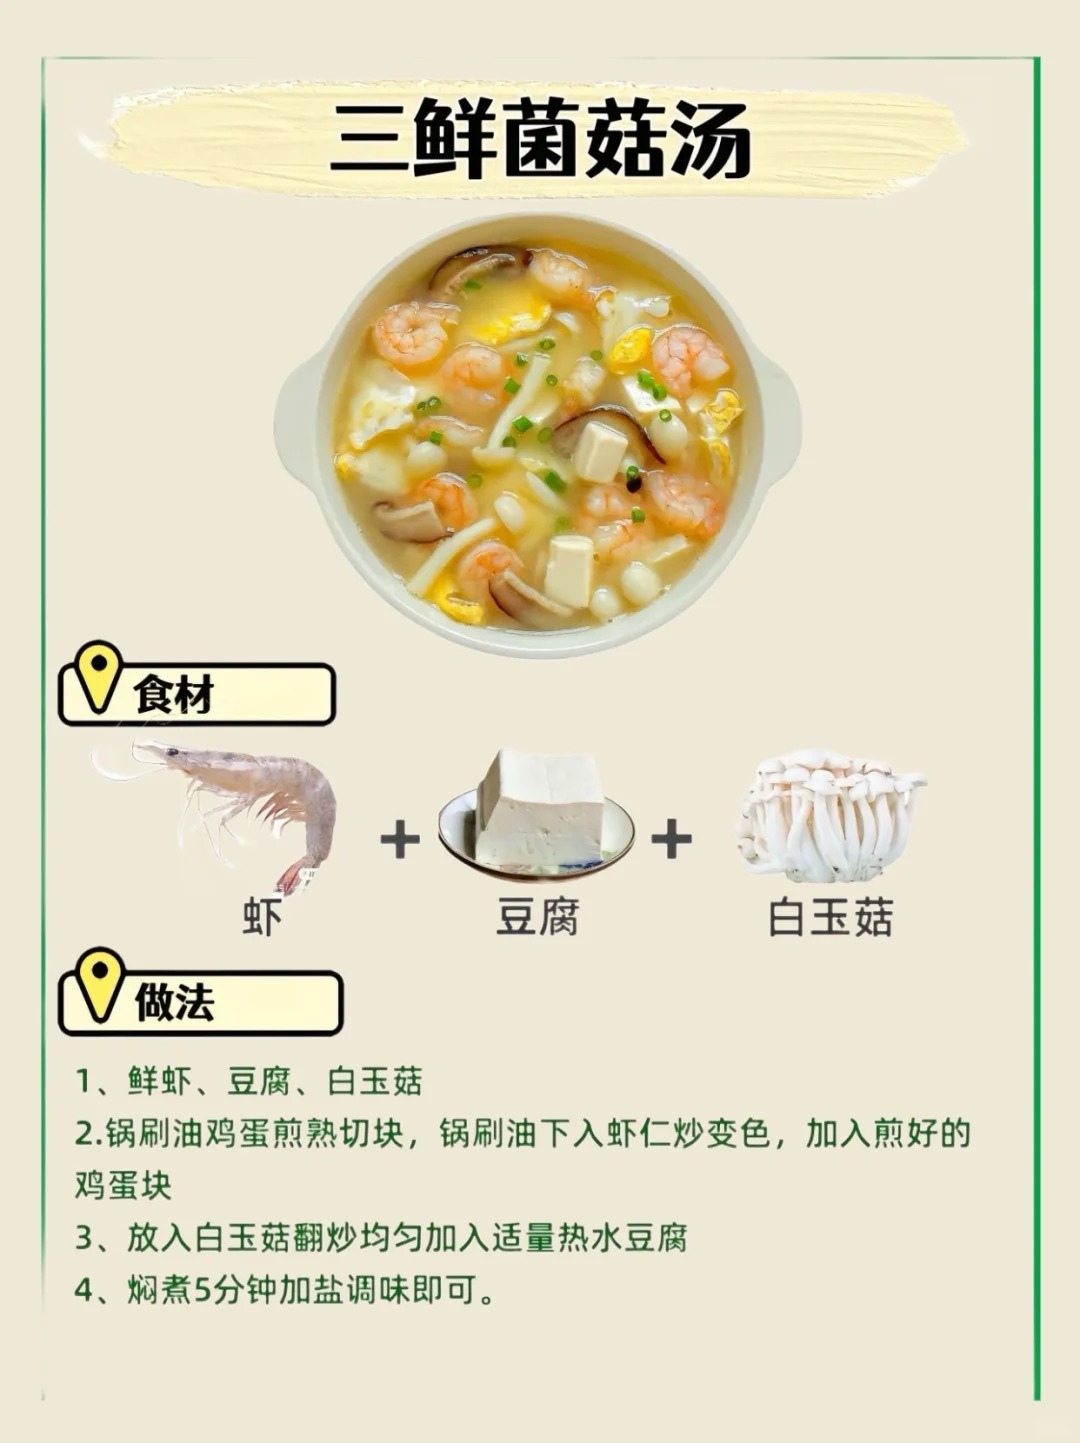 三鲜菌菇汤
食材
虾
+
豆腐
+
白玉菇
做法
1、鲜虾、豆腐、白玉菇
2.锅刷油鸡蛋煎熟切块，锅刷油下入虾仁炒变色，加入煎好的
鸡蛋块
3、放入白玉菇翻炒均匀加入适量热水豆腐
4、焖煮5分钟加盐调味即可。